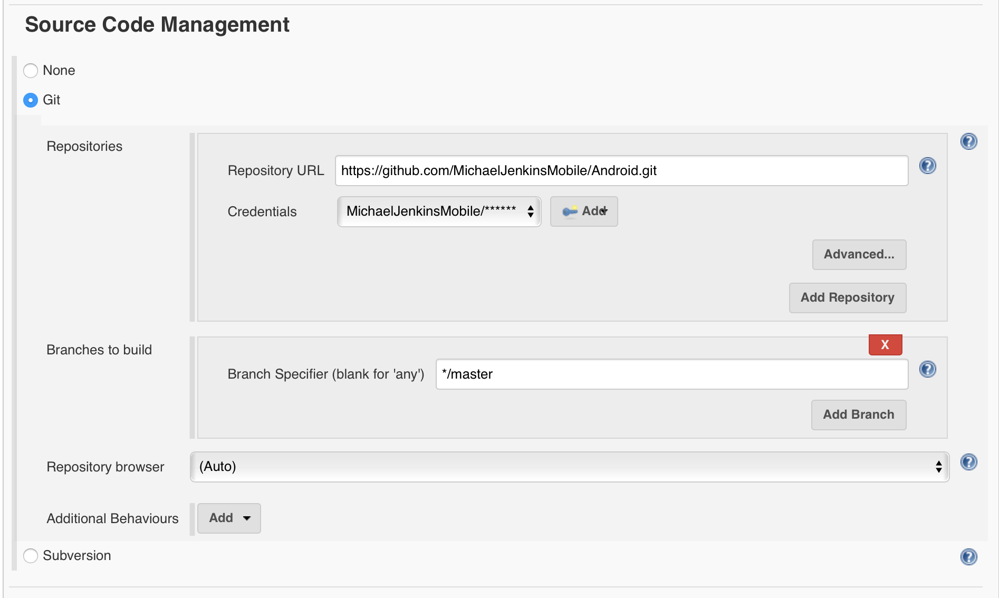 Source Code Management
None
Git
Repositories
Repository URL https://github.com/MichaelJenkinsMobile/Android.git
Credentials MichaelJenkinsMobile/****** Add
Advanced...
Add Repository
Branches to build
X
Branch Specifier (blank for 'any') */master
Add Branch
Repository browser (Auto)
Additional Behaviours Add
Subversion